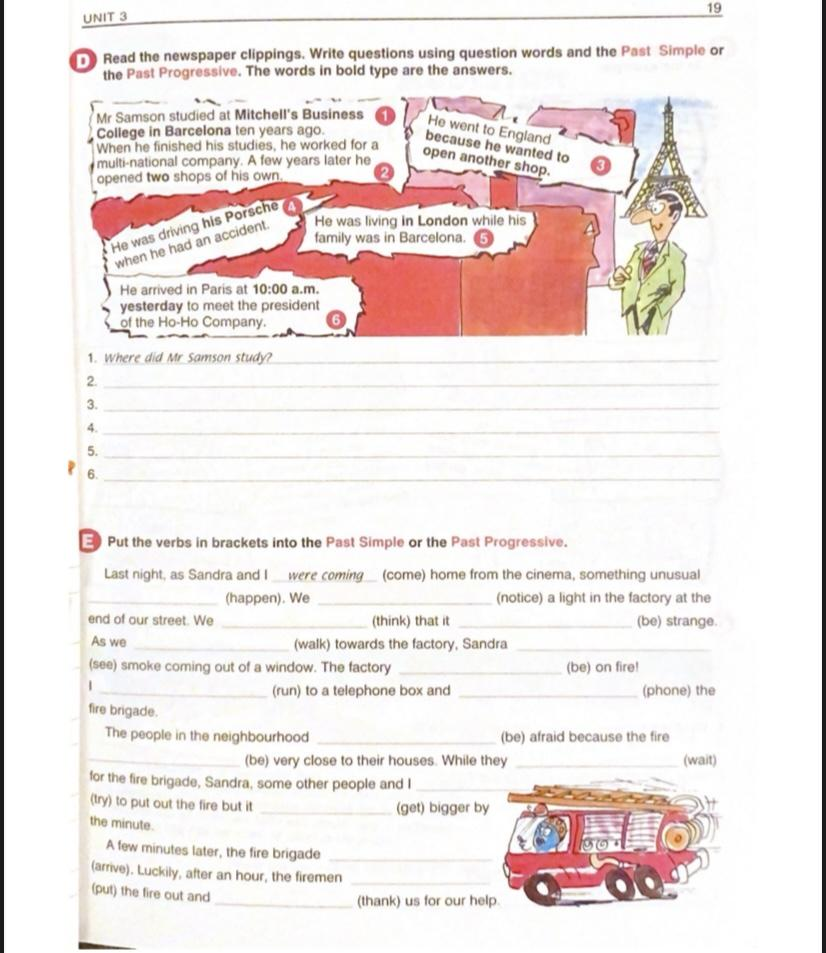 UNIT 3
19
D Read the newspaper clippings. Write questions using question words and the Past Simple or
the Past Progressive. The words in bold type are the answers.
Mr Samson studied at Mitchell's Business 1
College in Barcelona ten years ago.
When he finished his studies, he worked for a
multi-national company. A few years later he
opened two shops of his own. 2
He went to England
because he wanted to
open another shop. 3
He was driving his Porsche 4
when he had an accident.
He was living in London while his
family was in Barcelona. 5
He arrived in Paris at 10:00 a.m.
yesterday to meet the president
of the Ho-Ho Company. 6
1. Where did Mr Samson study?
2.
3.
4.
5.
6.
E Put the verbs in brackets into the Past Simple or the Past Progressive.
Last night, as Sandra and I were coming (come) home from the cinema, something unusual
(happen). We (notice) a light in the factory at the
end of our street. We (think) that it (be) strange.
As we (walk) towards the factory, Sandra
(see) smoke coming out of a window. The factory (be) on fire!
I (run) to a telephone box and (phone) the
fire brigade.
The people in the neighbourhood (be) afraid because the fire
(be) very close to their houses. While they (wait)
for the fire brigade, Sandra, some other people and I
(try) to put out the fire but it (get) bigger by
the minute.
A few minutes later, the fire brigade
(arrive). Luckily, after an hour, the firemen
(put) the fire out and (thank) us for our help.